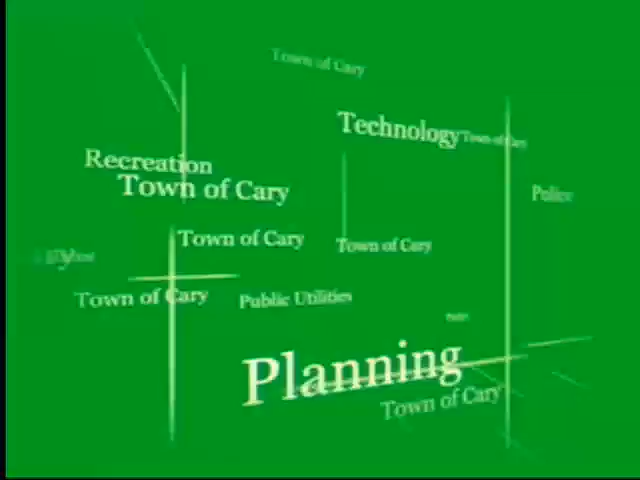 Town of Cary
Technology
Town of Cary
Recreation
Town of Cary
Police
Town of Cary
Town of Cary
Town of Cary
Public Utilities
Planning
Town of Cary